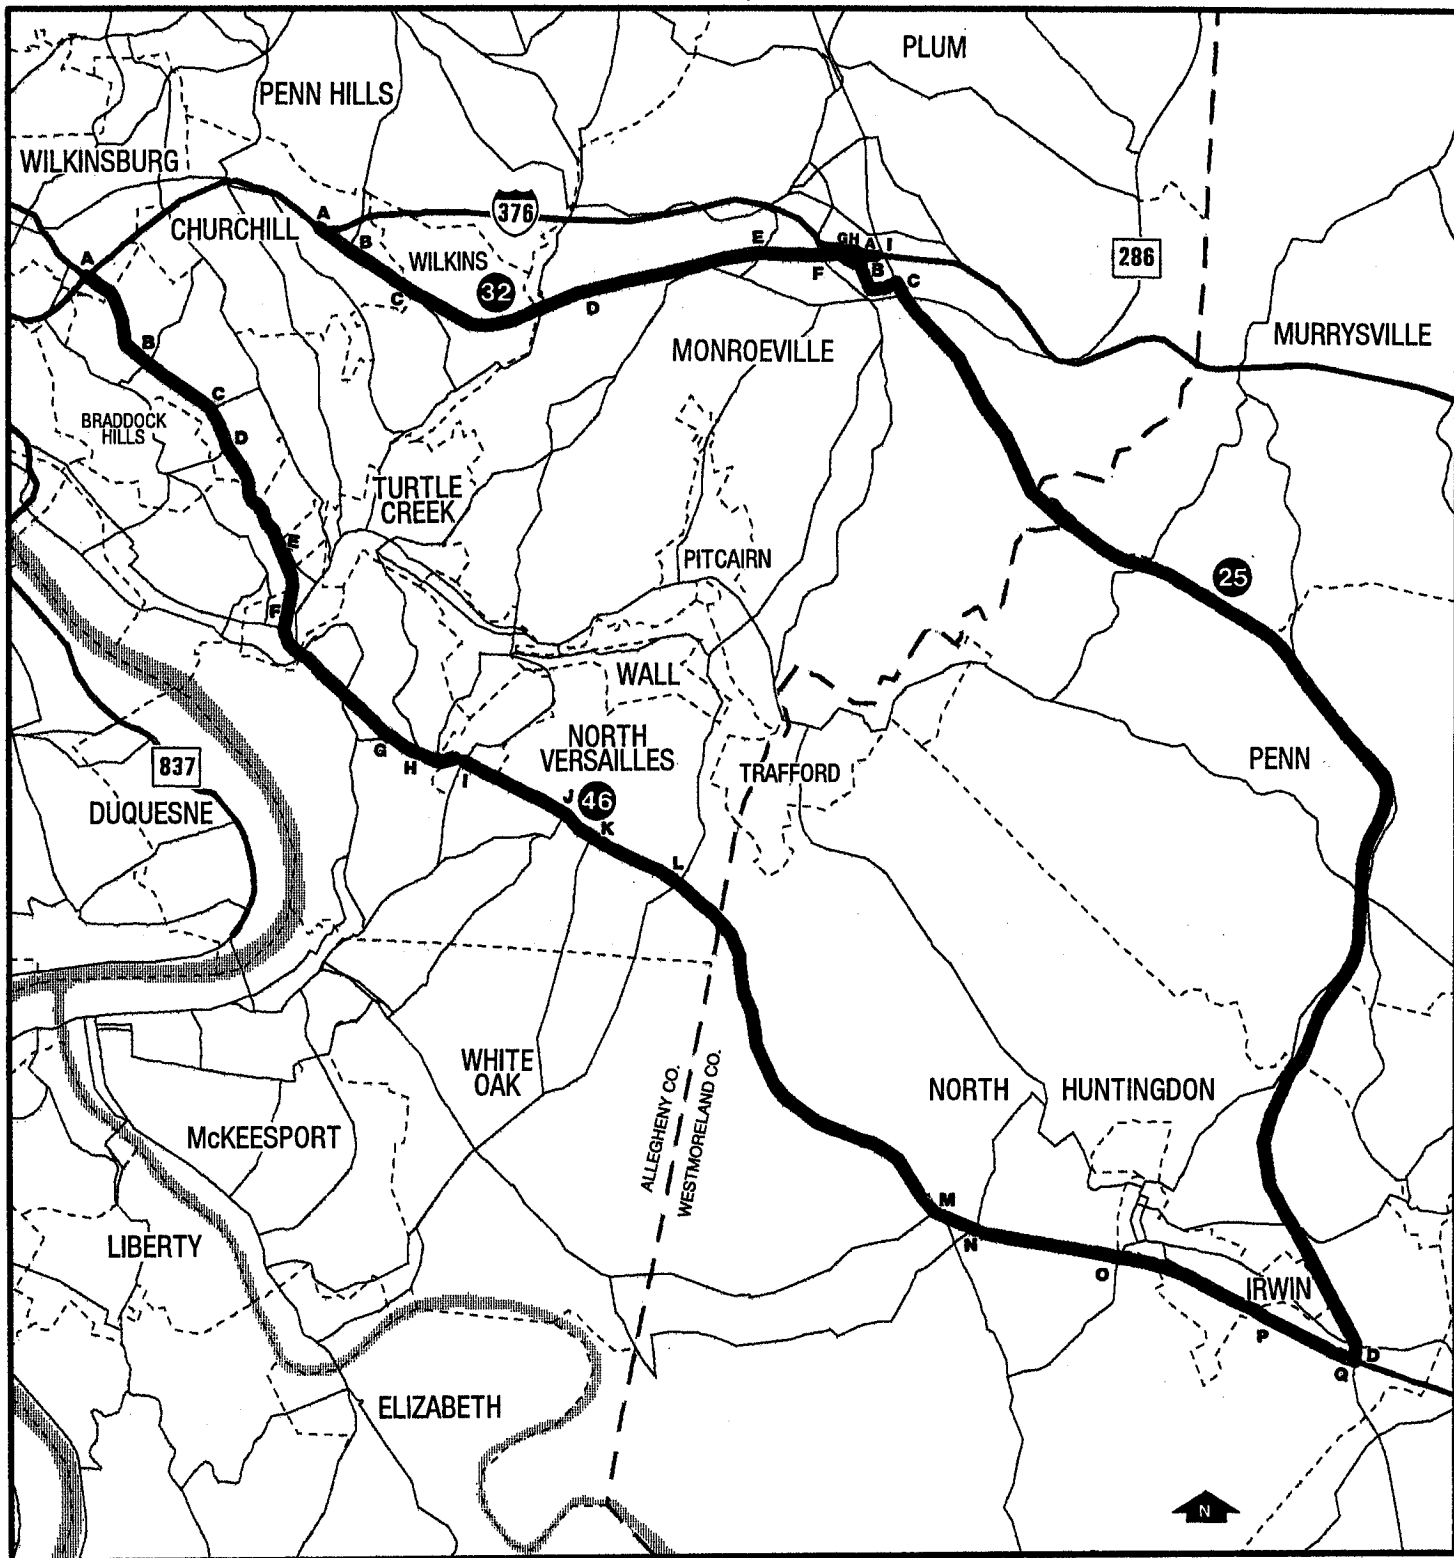 PLUM
PENN HILLS
WILKINSBURG
376
A
CHURCHILL
B
WILKINS
E
GH
A
I
F
B
C
286
A
32
C
D
MURRYSVILLE
B
MONROEVILLE
C
BRADDOCK
HILLS
D
TURTLE
CREEK
E
PITCAIRN
25
F
WALL
NORTH
VERSAILLES
G
H
I
837
TRAFFORD
PENN
J
46
K
DUQUESNE
L
WHITE
OAK
ALLEGHENY CO.
WESTMORELAND CO.
NORTH
HUNTINGDON
McKEESPORT
M
N
LIBERTY
O
IRWIN
P
D
Q
ELIZABETH
N